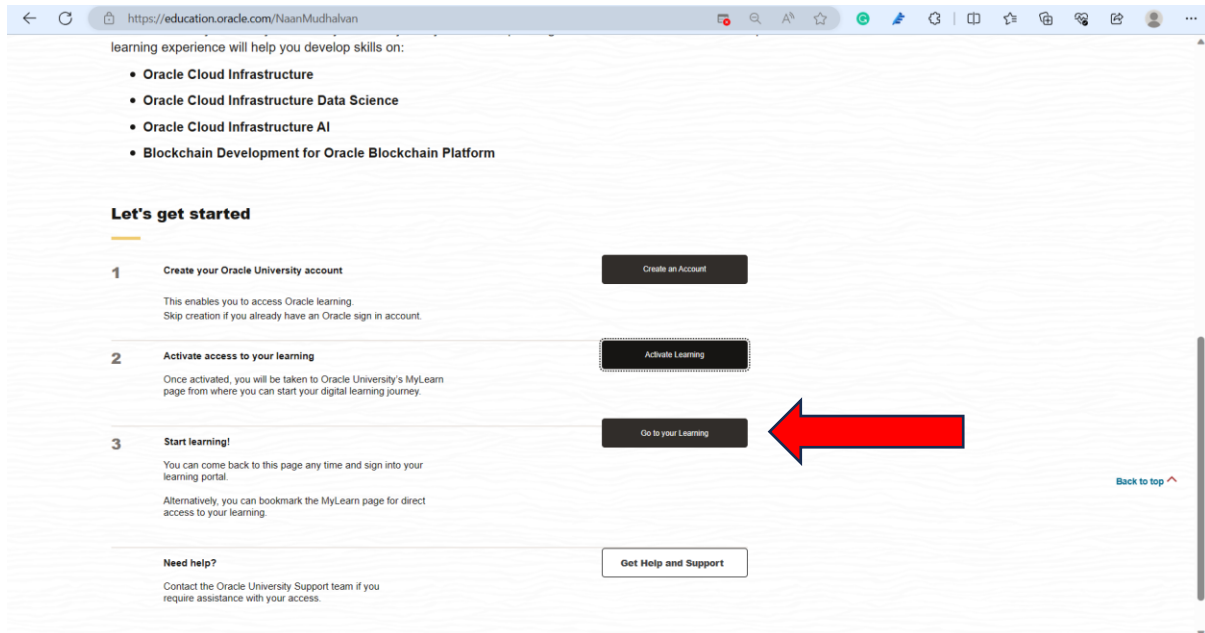 https://education.oracle.com/NaanMudhalvan
learning experience will help you develop skills on:
• Oracle Cloud Infrastructure
• Oracle Cloud Infrastructure Data Science
• Oracle Cloud Infrastructure AI
• Blockchain Development for Oracle Blockchain Platform
Let's get started
1
Create your Oracle University account
Create an Account
This enables you to access Oracle learning.
Skip creation if you already have an Oracle sign in account.
2
Activate access to your learning
Activate Learning
Once activated, you will be taken to Oracle University's MyLearn
page from where you can start your digital learning journey.
3
Start learning!
Go to your Learning
You can come back to this page any time and sign into your
learning portal.
Alternatively, you can bookmark the MyLearn page for direct
access to your learning.
Back to top
Need help?
Get Help and Support
Contact the Oracle University Support team if you
require assistance with your access.